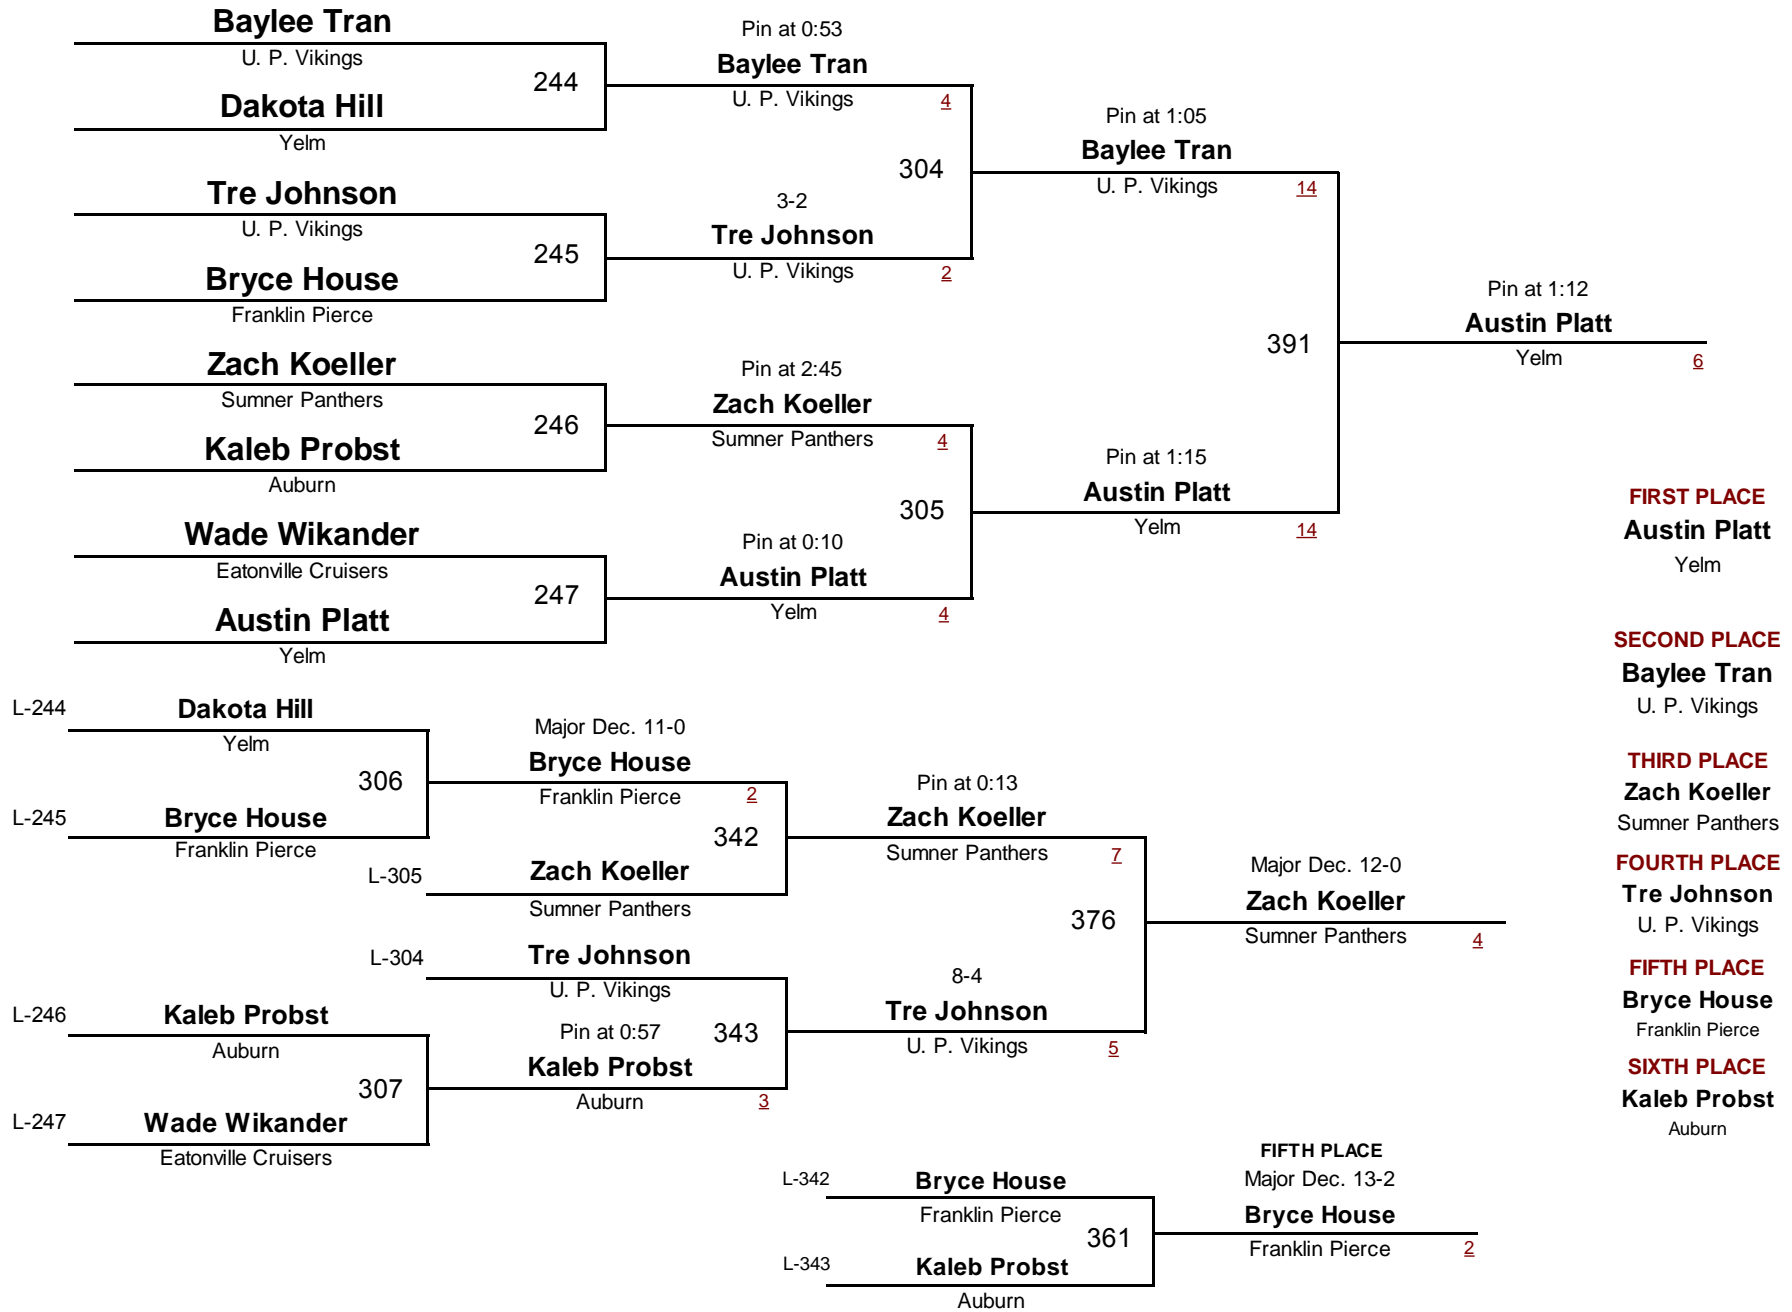 Baylee Tran
U. P. Vikings
244
Dakota Hill
Yelm
Tre Johnson
U. P. Vikings
245
Bryce House
Franklin Pierce
Zach Koeller
Sumner Panthers
246
Kaleb Probst
Auburn
Wade Wikander
Eatonville Cruisers
247
Austin Platt
Yelm
Pin at 0:53
Baylee Tran
U. P. Vikings 4
304
3-2
Tre Johnson
U. P. Vikings 2
Pin at 2:45
Zach Koeller
Sumner Panthers 4
305
Pin at 0:10
Austin Platt
Yelm 4
Pin at 1:05
Baylee Tran
U. P. Vikings 14
391
Pin at 1:15
Austin Platt
Yelm 14
Pin at 1:12
Austin Platt
Yelm 6
FIRST PLACE
Austin Platt
Yelm
SECOND PLACE
Baylee Tran
U. P. Vikings
THIRD PLACE
Zach Koeller
Sumner Panthers
FOURTH PLACE
Tre Johnson
U. P. Vikings
FIFTH PLACE
Bryce House
Franklin Pierce
SIXTH PLACE
Kaleb Probst
Auburn
L-244 Dakota Hill
Yelm
306
L-245 Bryce House
Franklin Pierce
Major Dec. 11-0
Bryce House
Franklin Pierce 2
342
L-305 Zach Koeller
Sumner Panthers
L-304 Tre Johnson
U. P. Vikings
343
L-246 Kaleb Probst
Auburn
307
L-247 Wade Wikander
Eatonville Cruisers
Pin at 0:57
Kaleb Probst
Auburn 3
Pin at 0:13
Zach Koeller
Sumner Panthers 7
376
8-4
Tre Johnson
U. P. Vikings 5
Major Dec. 12-0
Zach Koeller
Sumner Panthers 4
L-342 Bryce House
Franklin Pierce
361
L-343 Kaleb Probst
Auburn
FIFTH PLACE
Major Dec. 13-2
Bryce House
Franklin Pierce 2